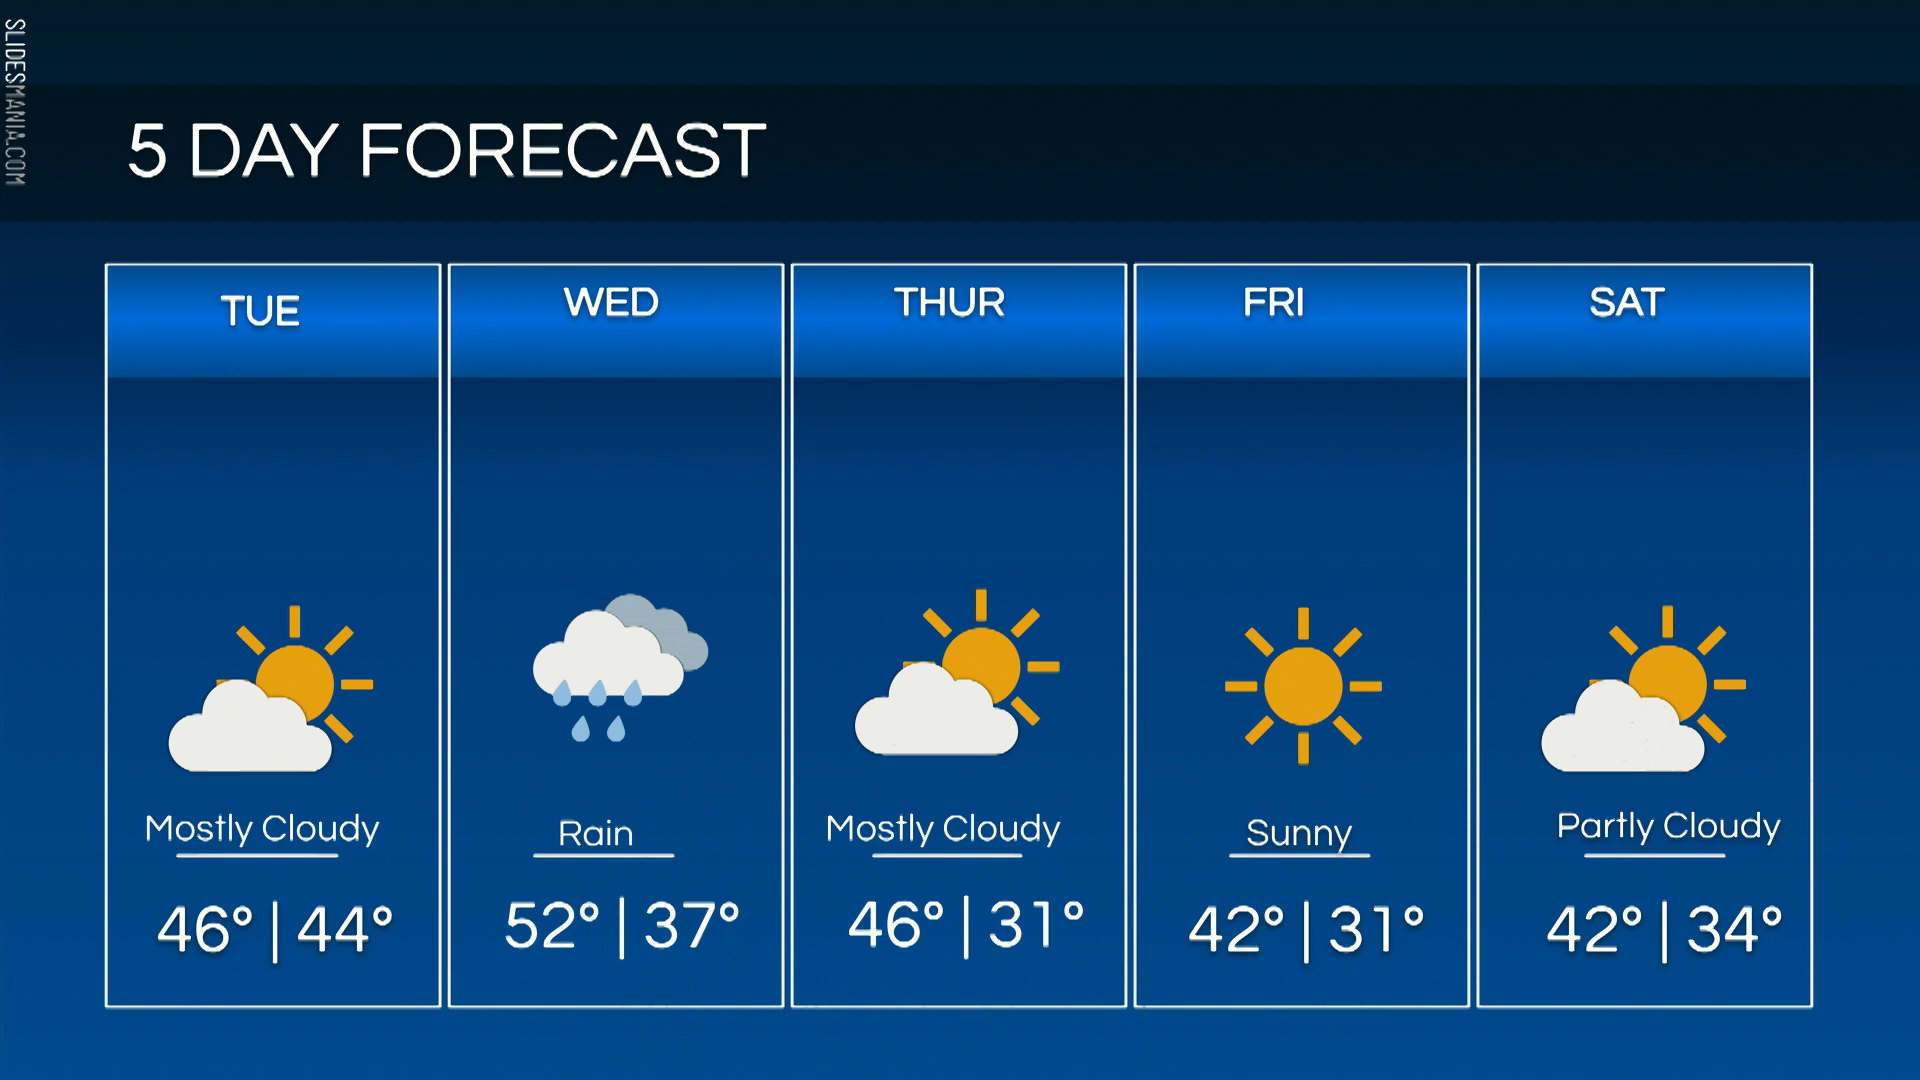 SLIDESMANIA.COM
5 DAY FORECAST
TUE
Mostly Cloudy
46° | 44°
WED
Rain
52° | 37°
THUR
Mostly Cloudy
46° | 31°
FRI
Sunny
42° | 31°
SAT
Partly Cloudy
42° | 34°